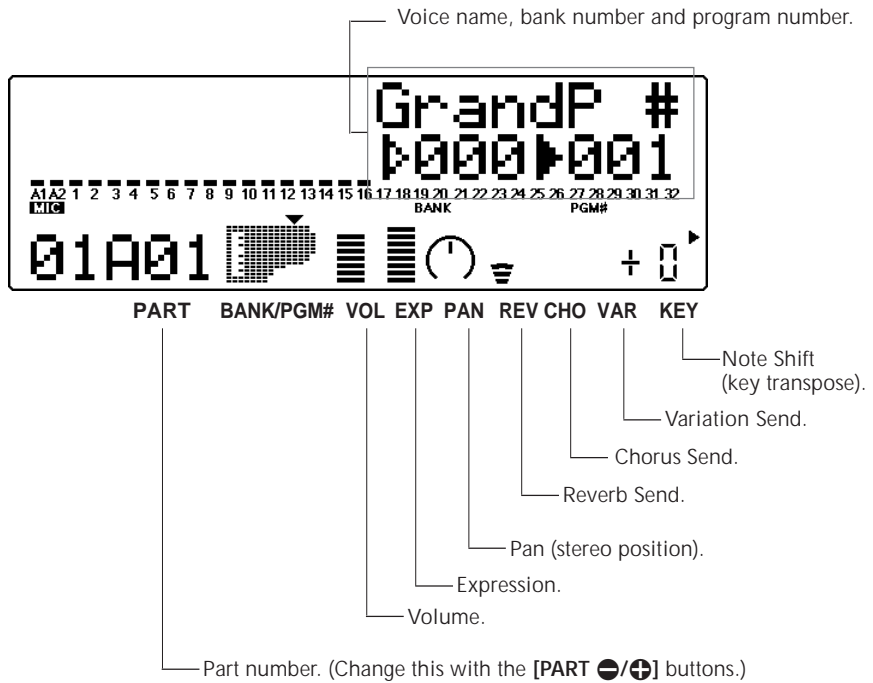 Voice name, bank number and program number.
GrandP #
000 001
A1 A2 1 2 3 4 5 6 7 8 9 10 11 12 13 14 15 16 17 18 19 20 21 22 23 24 25 26 27 28 29 30 31 32
MIC BANK PGM#
01A01 + 0
PART BANK/PGM# VOL EXP PAN REV CHO VAR KEY
Note Shift
(key transpose).
Variation Send.
Chorus Send.
Reverb Send.
Pan (stereo position).
Expression.
Volume.
Part number. (Change this with the [PART −/+] buttons.)